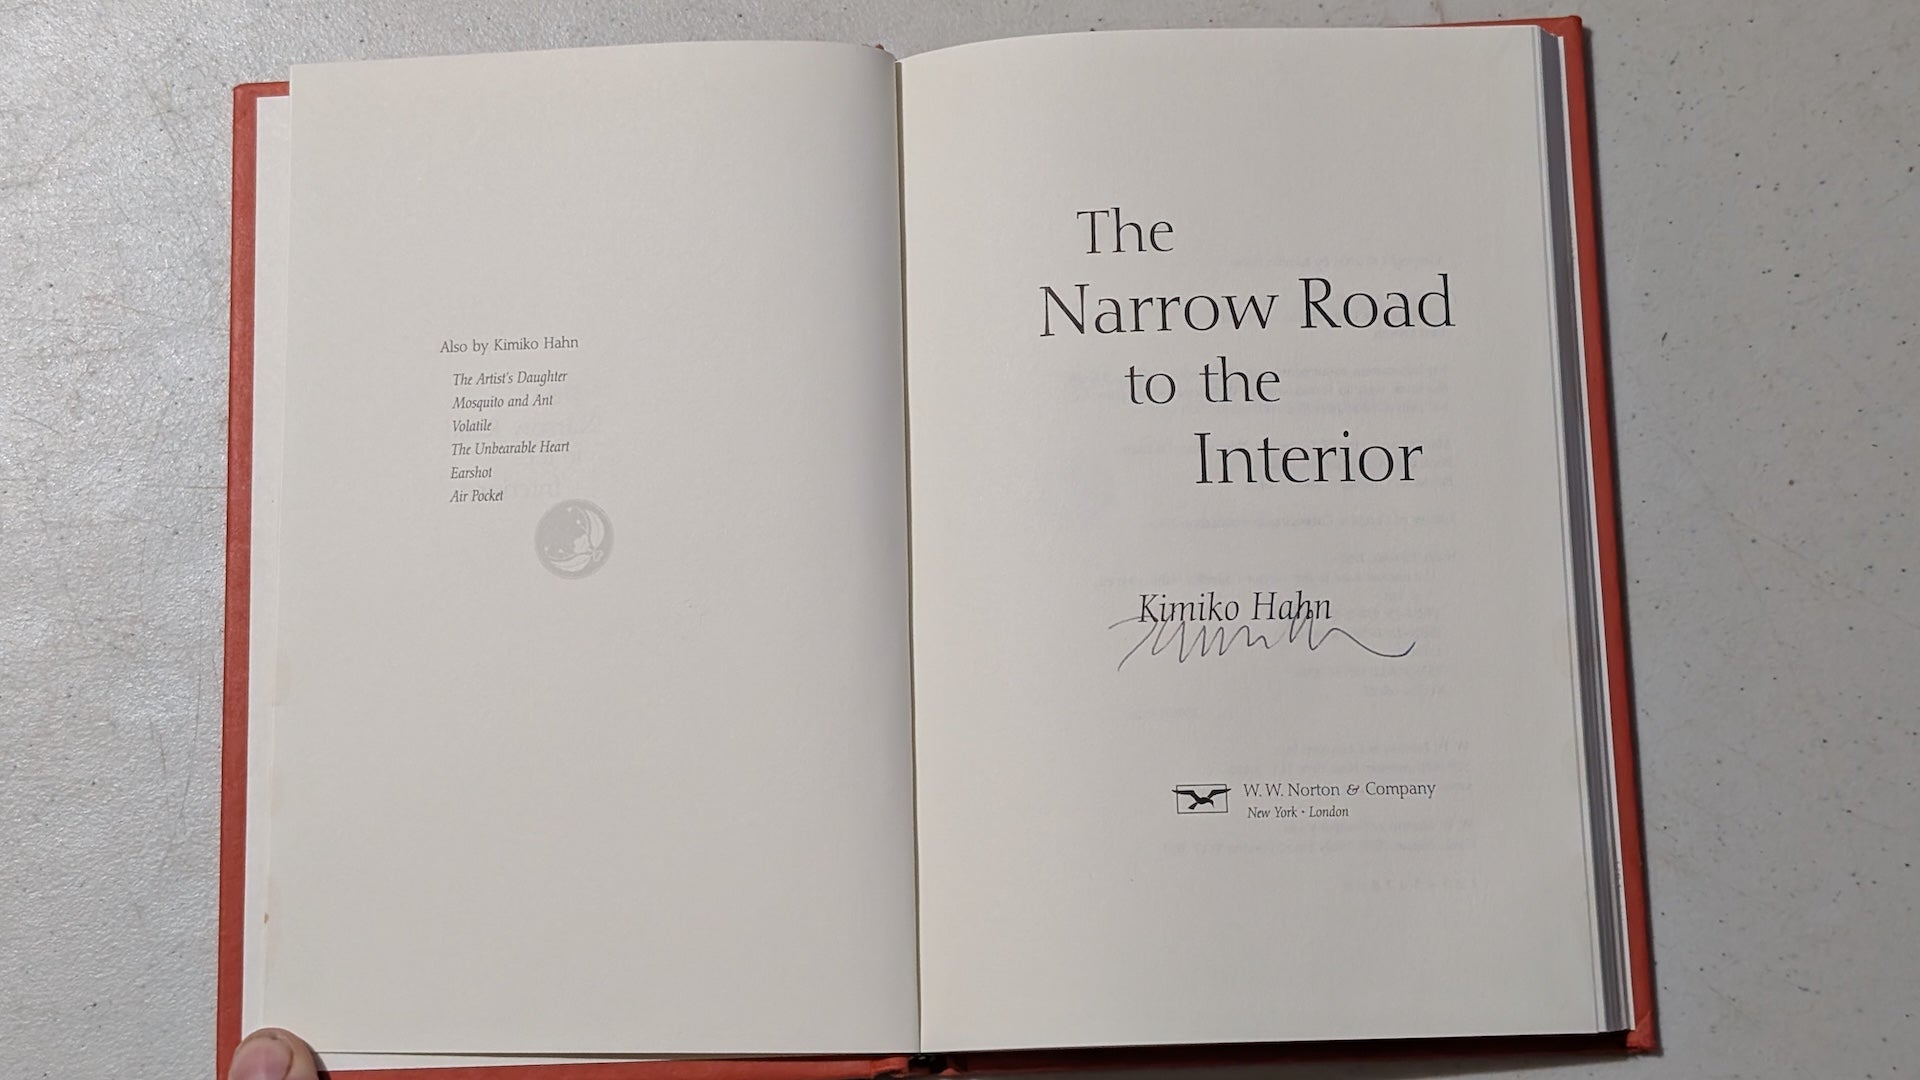 Also by Kimiko Hahn
The Artist's Daughter
Mosquito and Ant
Volatile
The Unbearable Heart
Earshot
Air Pocket
The
Narrow Road
to the
Interior
Kimiko Hahn
W. W. Norton & Company
New York • London